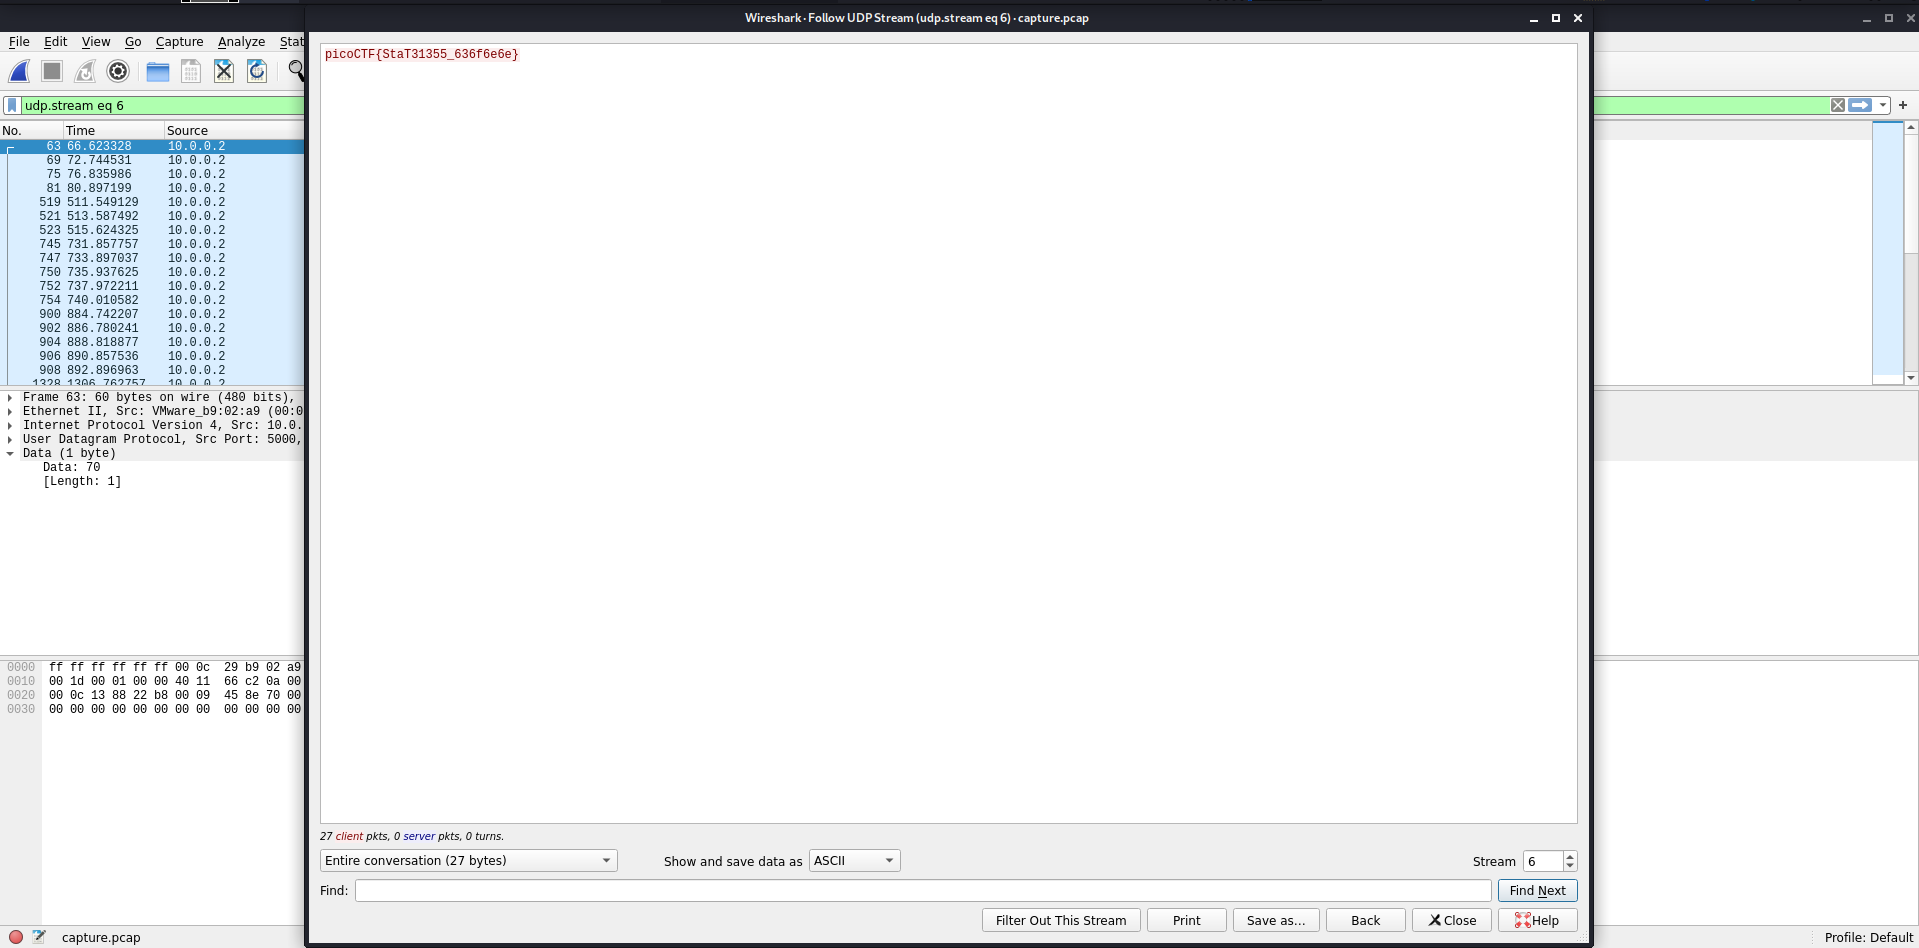 Wireshark · Follow UDP Stream (udp.stream eq 6) · capture.pcap
File Edit View Go Capture Analyze Stat
udp.stream eq 6
No. Time Source
63 66.623328 10.0.0.2
69 72.744531 10.0.0.2
75 76.835986 10.0.0.2
81 80.897199 10.0.0.2
519 511.549129 10.0.0.2
521 513.587492 10.0.0.2
523 515.624325 10.0.0.2
745 731.857757 10.0.0.2
747 733.897037 10.0.0.2
750 735.937625 10.0.0.2
752 737.972211 10.0.0.2
754 740.010582 10.0.0.2
900 884.742207 10.0.0.2
902 886.780241 10.0.0.2
904 888.818877 10.0.0.2
906 890.857536 10.0.0.2
908 892.896963 10.0.0.2
1328 1306.762757 10.0.0.2
Frame 63: 60 bytes on wire (480 bits),
Ethernet II, Src: VMware_b9:02:a9 (00:0
Internet Protocol Version 4, Src: 10.0.
User Datagram Protocol, Src Port: 5000,
Data (1 byte)
Data: 70
[Length: 1]
0000 ff ff ff ff ff ff 00 0c 29 b9 02 a9
0010 00 1d 00 01 00 00 40 11 66 c2 0a 00
0020 00 0c 13 88 22 b8 00 09 45 8e 70 00
0030 00 00 00 00 00 00 00 00 00 00 00 00
picoCTF{StaT31355_636f6e6e}
27 client pkts, 0 server pkts, 0 turns.
Entire conversation (27 bytes) Show and save data as ASCII Stream 6
Find: Find Next
Filter Out This Stream Print Save as... Back Close Help
capture.pcap Profile: Default